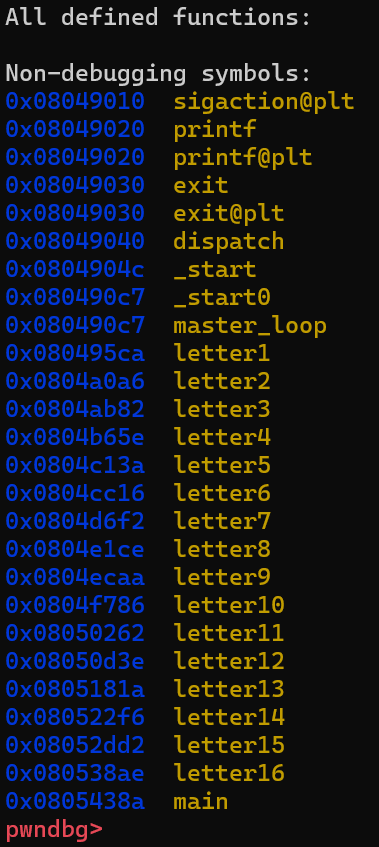 All defined functions:
Non-debugging symbols:
0x08049010  sigaction@plt
0x08049020  printf
0x08049020  printf@plt
0x08049030  exit
0x08049030  exit@plt
0x08049040  dispatch
0x0804904c  _start
0x080490c7  _start0
0x080490c7  master_loop
0x080495ca  letter1
0x0804a0a6  letter2
0x0804ab82  letter3
0x0804b65e  letter4
0x0804c13a  letter5
0x0804cc16  letter6
0x0804d6f2  letter7
0x0804e1ce  letter8
0x0804ecaa  letter9
0x0804f786  letter10
0x08050262  letter11
0x08050d3e  letter12
0x0805181a  letter13
0x080522f6  letter14
0x08052dd2  letter15
0x080538ae  letter16
0x0805438a  main
pwndbg>